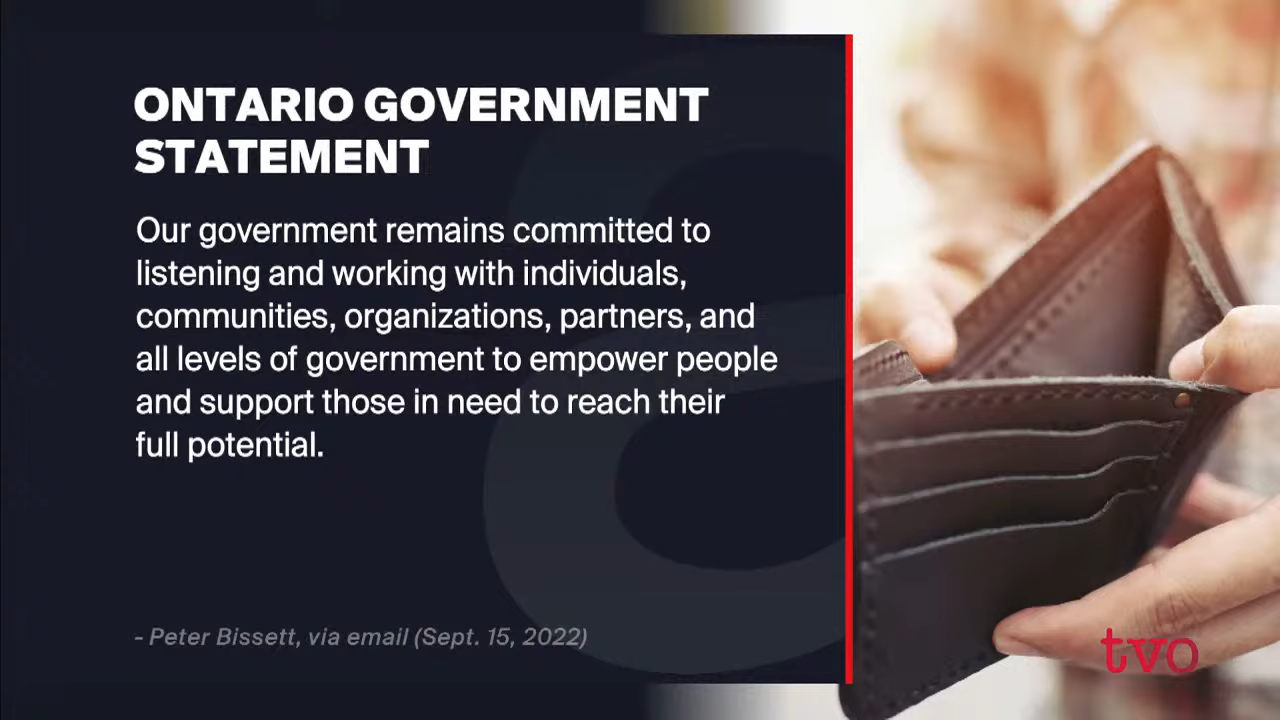 ONTARIO GOVERNMENT
STATEMENT
Our government remains committed to
listening and working with individuals,
communities, organizations, partners, and
all levels of government to empower people
and support those in need to reach their
full potential.
- Peter Bissett, via email (Sept. 15, 2022)
tvo